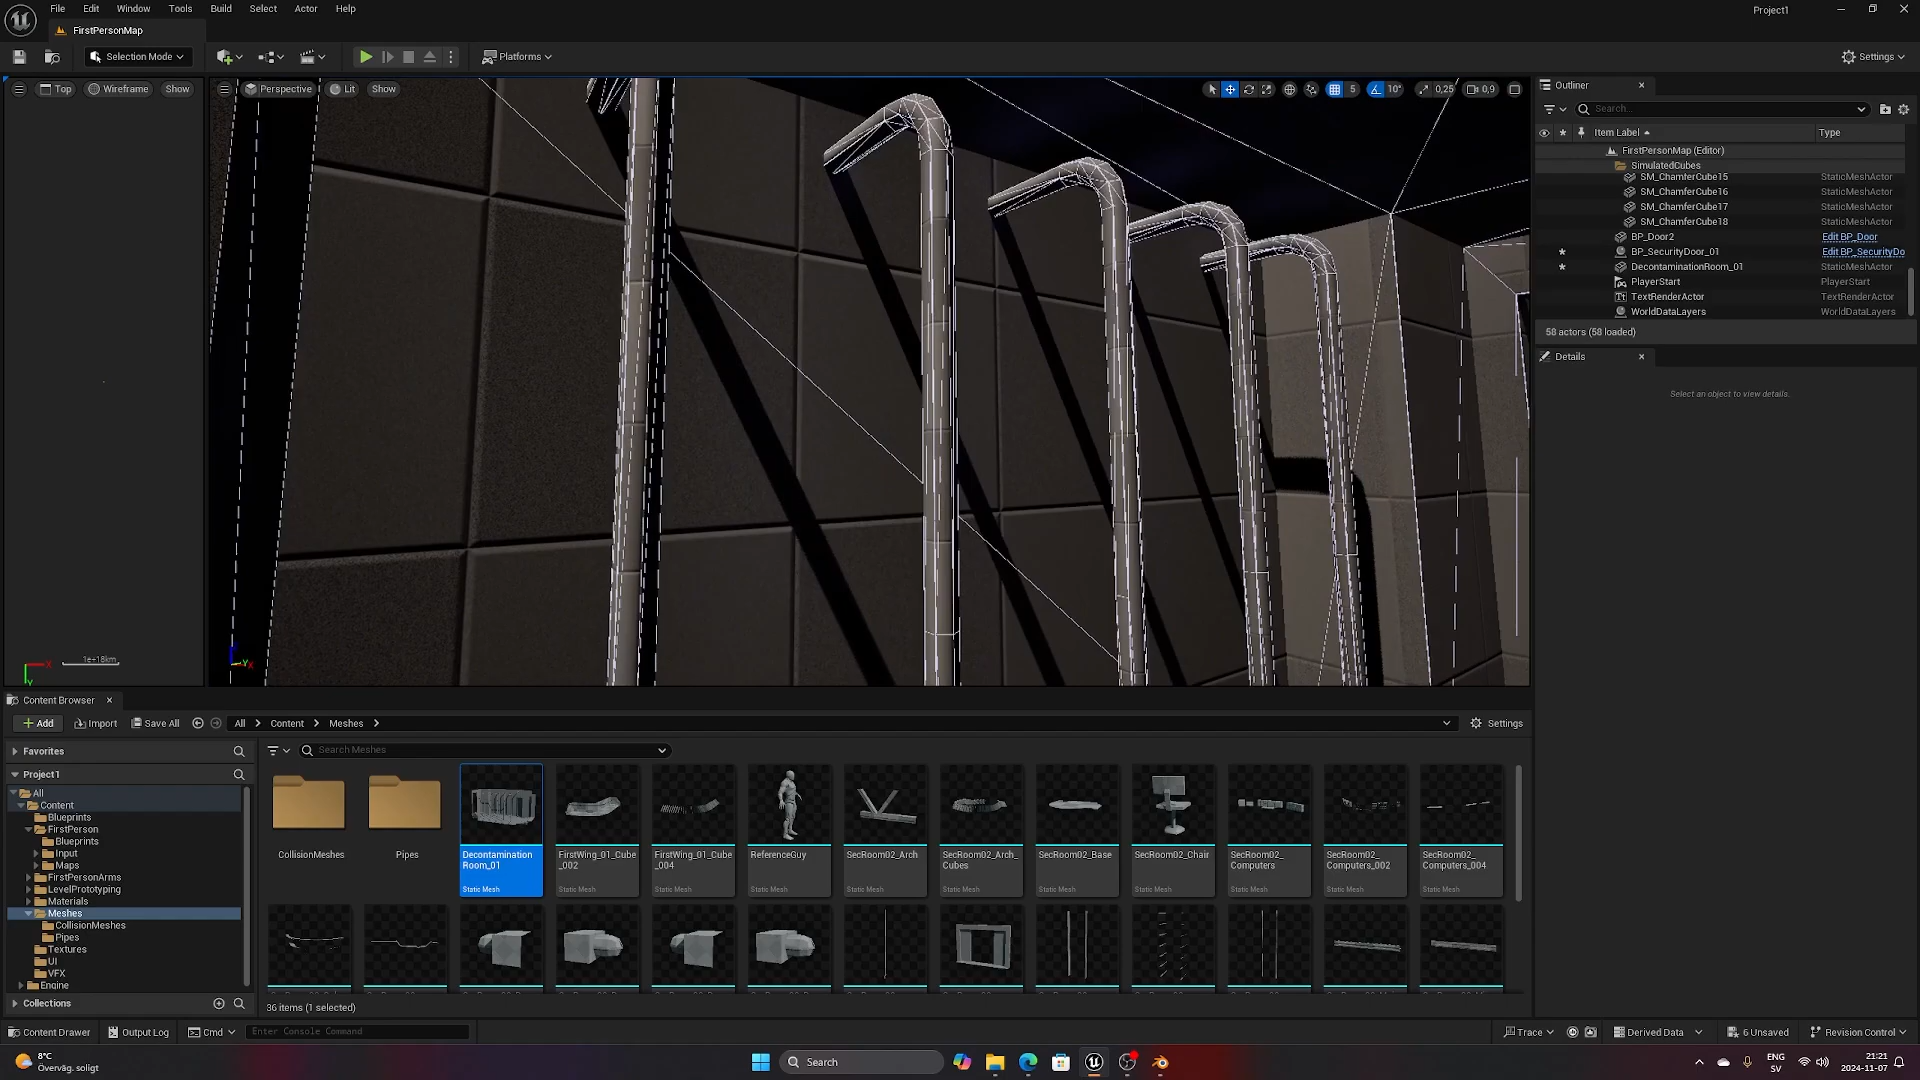 File Edit Window Tools Build Select Actor Help
Project1
FirstPersonMap
Selection Mode
Platforms
Settings
Top Wireframe Show
Perspective Lit Show
5 10° 0,25 0,9
Outliner
Search...
Item Label Type
FirstPersonMap (Editor)
SimulatedCubes
SM_ChamferCube15 StaticMeshActor
SM_ChamferCube16 StaticMeshActor
SM_ChamferCube17 StaticMeshActor
SM_ChamferCube18 StaticMeshActor
BP_Door2 Edit BP_Door
BP_SecurityDoor_01 Edit BP_SecurityDo
DecontaminationRoom_01 StaticMeshActor
PlayerStart PlayerStart
TextRenderActor TextRenderActor
WorldDataLayers WorldDataLayers
58 actors (58 loaded)
Details
Select an object to view details.
1e+18km
X
Y
Y X
Content Browser
Add Import Save All All Content Meshes Settings
Favorites
Search Meshes
Project1
All
Content
Blueprints
FirstPerson
Blueprints
Input
Maps
FirstPersonArms
LevelPrototyping
Materials
Meshes
CollisionMeshes
Pipes
Textures
UI
VFX
Engine
Collections
CollisionMeshes
Pipes
Decontamination
Room_01
Static Mesh
FirstWing_01_Cube
_002
Static Mesh
FirstWing_01_Cube
_004
Static Mesh
ReferenceGuy
Static Mesh
SecRoom02_Arch
Static Mesh
SecRoom02_Arch_
Cubes
Static Mesh
SecRoom02_Base
Static Mesh
SecRoom02_Chair
Static Mesh
SecRoom02_
Computers
Static Mesh
SecRoom02_
Computers_002
Static Mesh
SecRoom02_
Computers_004
Static Mesh
36 items (1 selected)
Content Drawer Output Log Cmd Enter Console Command
Trace Derived Data 6 Unsaved Revision Control
8°C
Överväg. soligt
Search
ENG
SV
21:21
2024-11-07